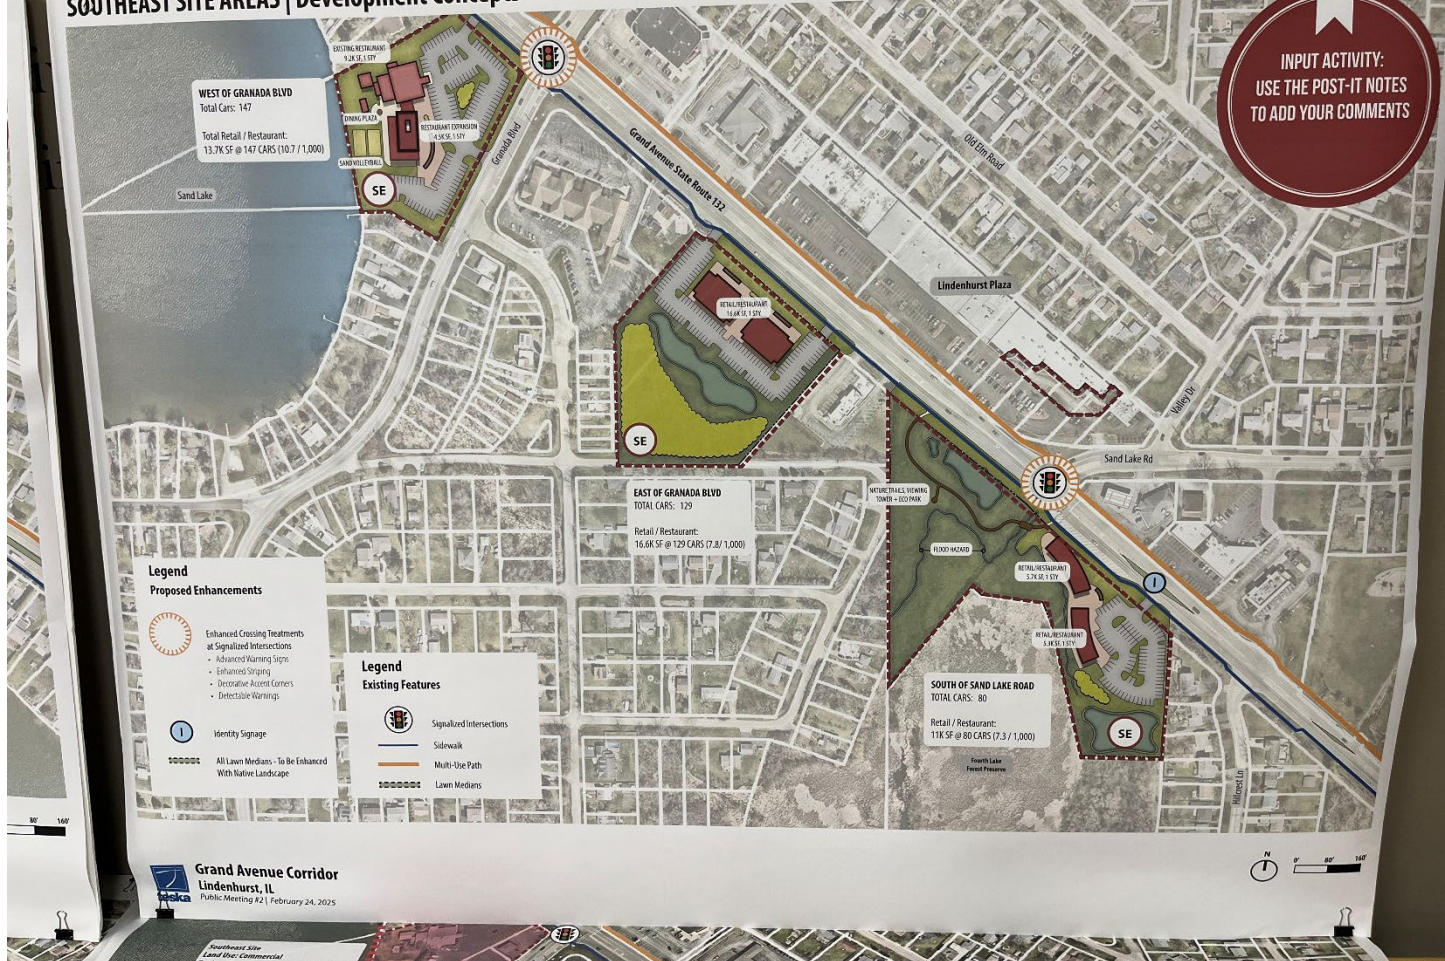 SOUTHEAST SITE AREAS | Development Concepts
INPUT ACTIVITY:
USE THE POST-IT NOTES
TO ADD YOUR COMMENTS
EXISTING RESTAURANT
9.2K SF, 1 STY
WEST OF GRANADA BLVD
Total Cars: 147
Total Retail / Restaurant:
13.7K SF @ 147 CARS (10.7 / 1,000)
DINING PLAZA
RESTAURANT EXPANSION
4.5K SF, 1 STY
SAND VOLLEYBALL
SE
Sand Lake
Granada Blvd
Grand Avenue State Route 132
Old Elm Road
Lindenhurst Plaza
RETAIL/RESTAURANT
16.6K SF, 1 STY
SE
Valley Dr
Sand Lake Rd
EAST OF GRANADA BLVD
TOTAL CARS: 129
Retail / Restaurant:
16.6K SF @ 129 CARS (7.8/ 1,000)
NATURE TRAILS, VIEWING
TOWER + ECO PARK
FLOOD HAZARD
RETAIL/RESTAURANT
5.7K SF, 1 STY
I
RETAIL/RESTAURANT
5.3K SF, 1 STY
SOUTH OF SAND LAKE ROAD
TOTAL CARS: 80
Retail / Restaurant:
11K SF @ 80 CARS (7.3 / 1,000)
SE
Fourth Lake
Forest Preserve
Hillcrest Ln
Legend
Proposed Enhancements
Enhanced Crossing Treatments
at Signalized Intersections
• Advanced Warning Signs
• Enhanced Striping
• Decorative Accent Corners
• Detectable Warnings
I
Identity Signage
All Lawn Medians - To Be Enhanced
With Native Landscape
Legend
Existing Features
Signalized Intersections
Sidewalk
Multi-Use Path
Lawn Medians
80' 160'
teska
Grand Avenue Corridor
Lindenhurst, IL
Public Meeting #2 | February 24, 2025
N
0' 80' 160'
Southeast Site
Land Use: Commercial